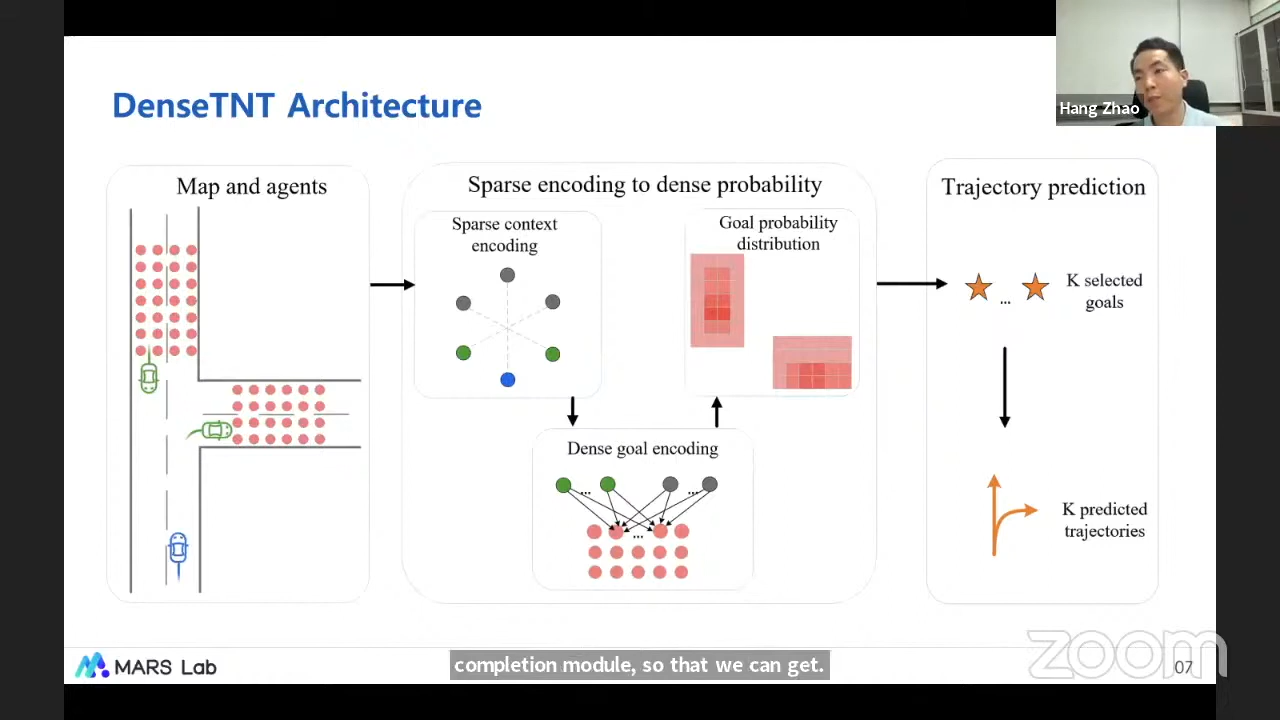 Hang Zhao
DenseTNT Architecture
Map and agents
Sparse encoding to dense probability
Sparse context
encoding
Goal probability
distribution
Dense goal encoding
...
...
...
Trajectory prediction
...
K selected
goals
K predicted
trajectories
MARS Lab
completion module, so that we can get.
zoom
07